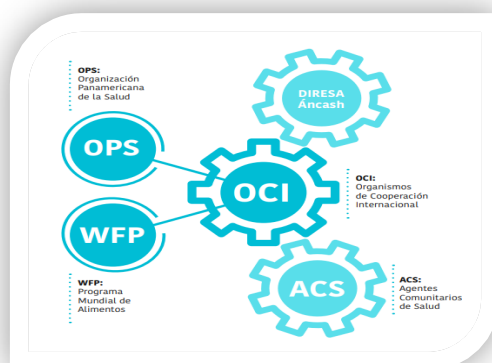 OPS:
Organización
Panamericana
de la Salud
DIRESA
Áncash
OPS
OCI
OCI:
Organismos
de Cooperación
Internacional
WFP
WFP:
Programa
Mundial de
Alimentos
ACS
ACS:
Agentes
Comunitarios
de Salud